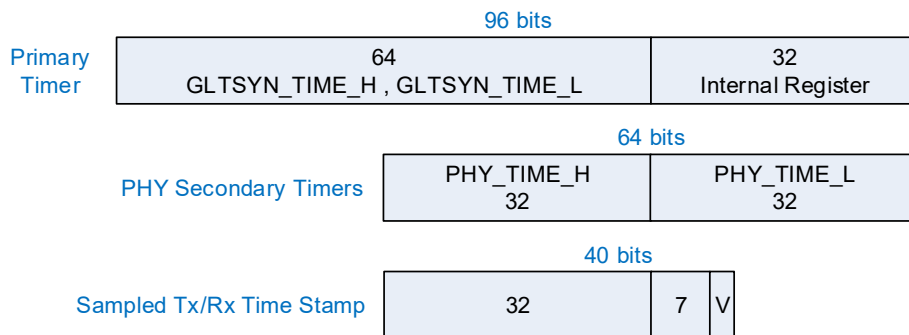 96 bits
Primary
Timer
64
GLTSYN_TIME_H , GLTSYN_TIME_L
32
Internal Register
64 bits
PHY Secondary Timers
PHY_TIME_H
32
PHY_TIME_L
32
40 bits
Sampled Tx/Rx Time Stamp
32
7
V